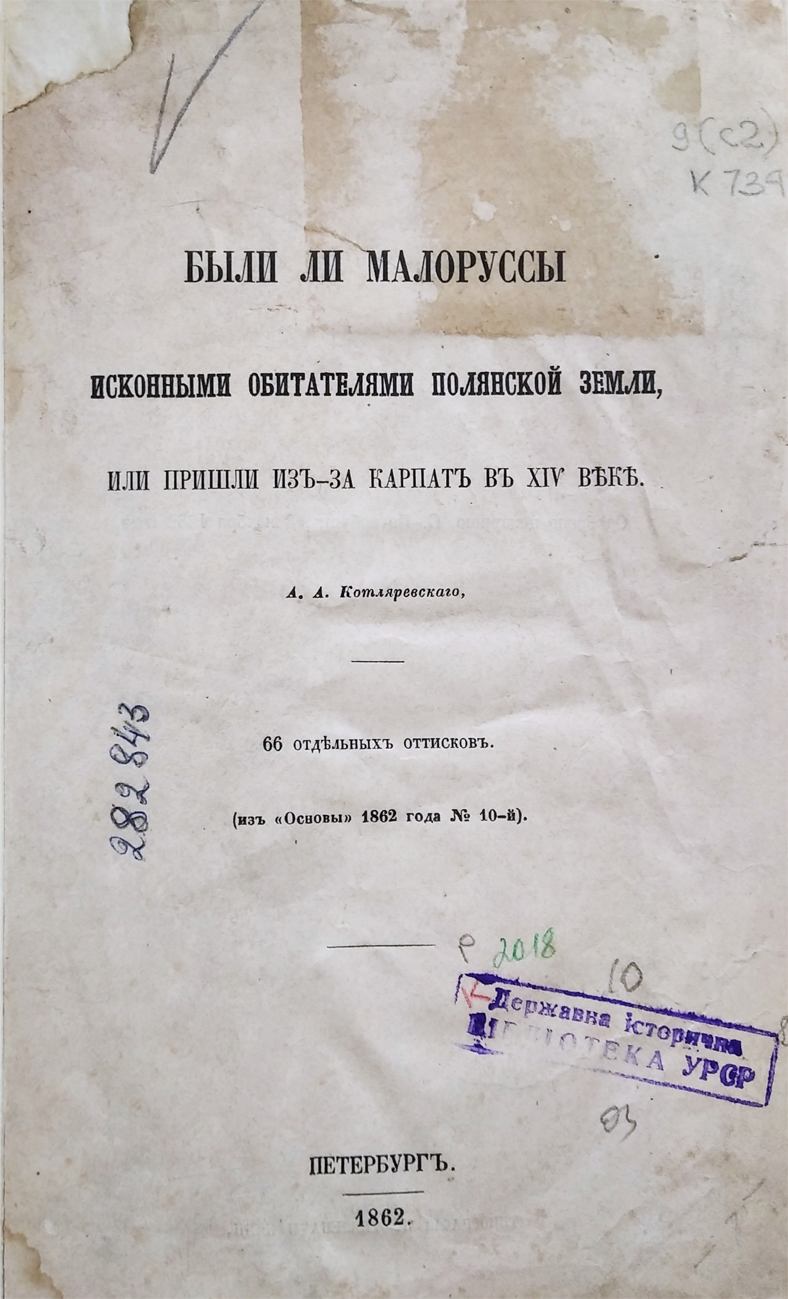 9(с2)
К 739
БЫЛИ ЛИ МАЛОРУССЫ
ИСКОННЫМИ ОБИТАТЕЛЯМИ ПОЛЯНСКОЙ ЗЕМЛИ,
ИЛИ ПРИШЛИ ИЗЪ-ЗА КАРПАТЪ ВЪ XIV ВѢКѢ.
А. А. Котляревскаго,
66 отдѣльныхъ оттисковъ.
(изъ «Основы» 1862 года № 10-й).
282843
2018
10
Державна історична
БІБЛІОТЕКА УРСР
ПЕТЕРБУРГЪ.
1862.